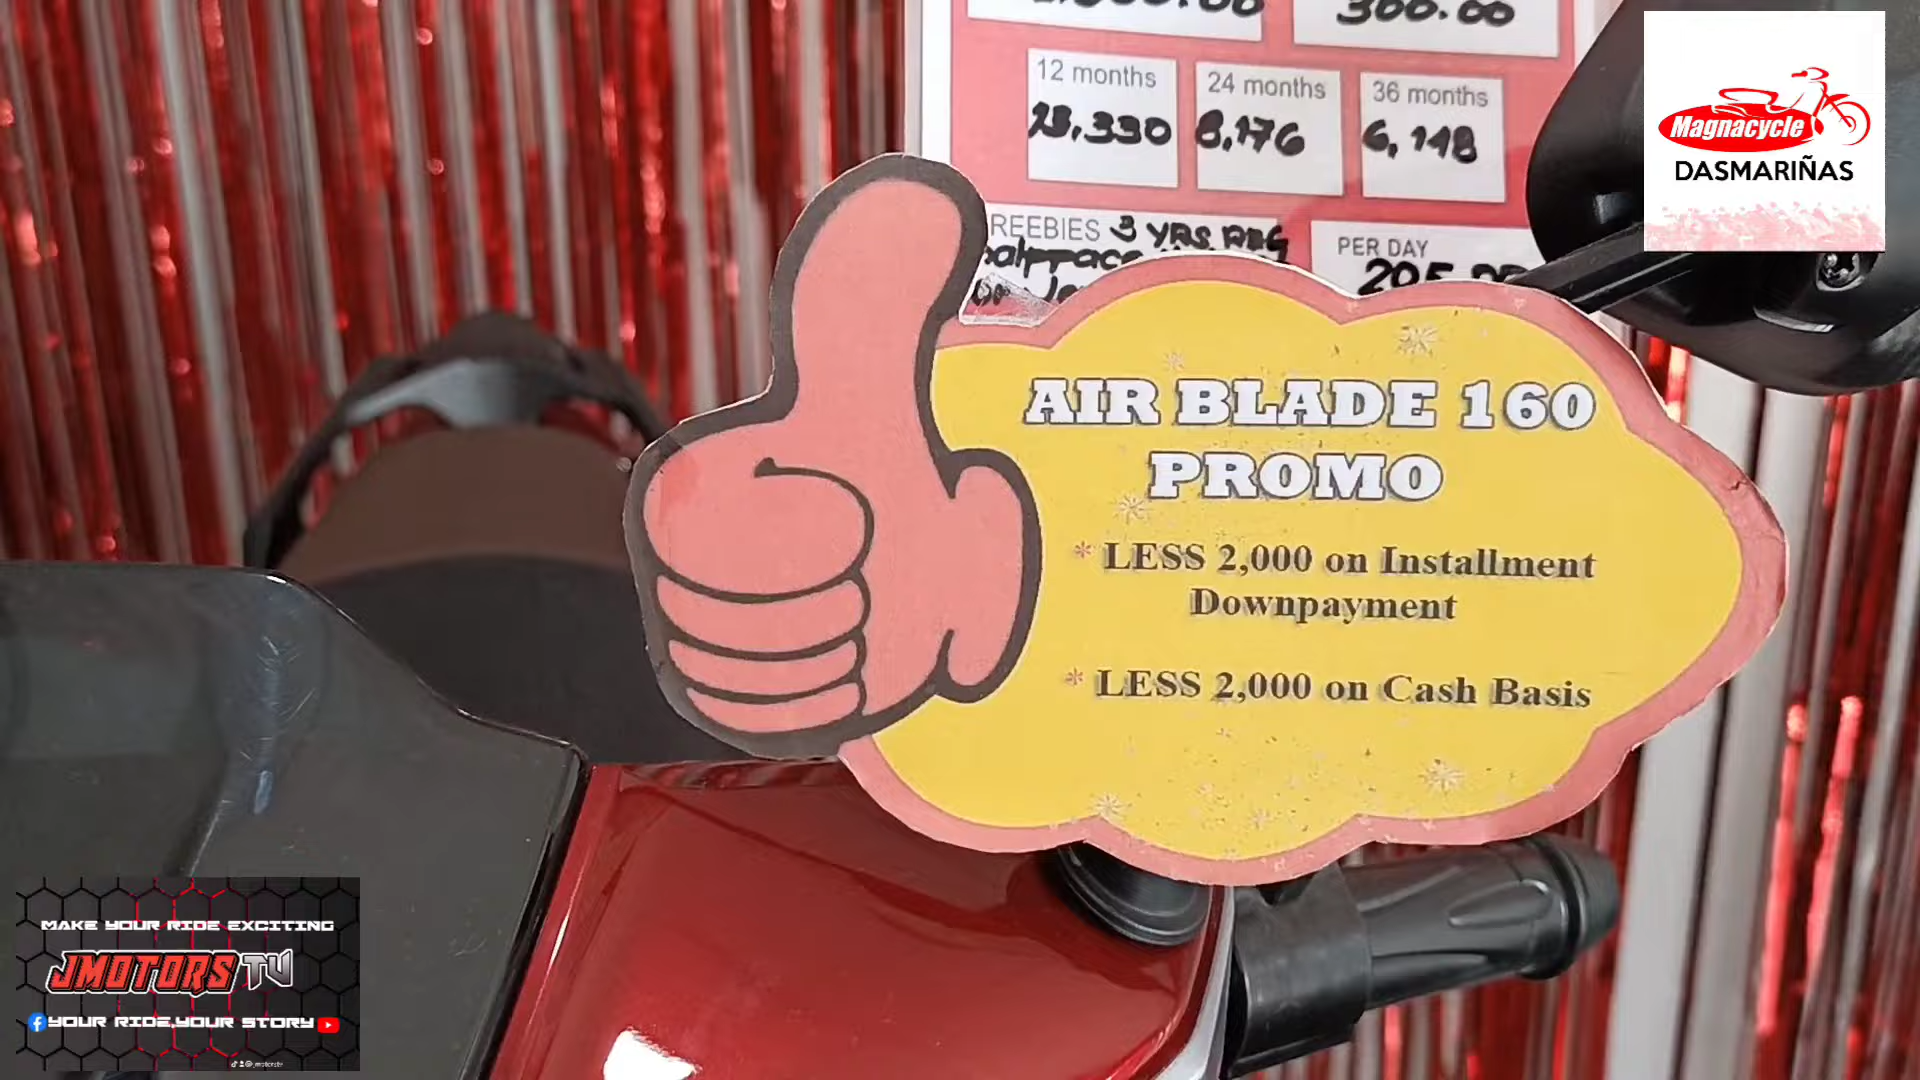 300.00
12 months
24 months
36 months
13,330
8,176
6,148
REEBIES 3 YRS REG
PER DAY
Magnacycle
DASMARIÑAS
AIR BLADE 160
PROMO
* LESS 2,000 on Installment
Downpayment
* LESS 2,000 on Cash Basis
MAKE YOUR RIDE EXCITING
JMOTORS TV
YOUR RIDE,YOUR STORY